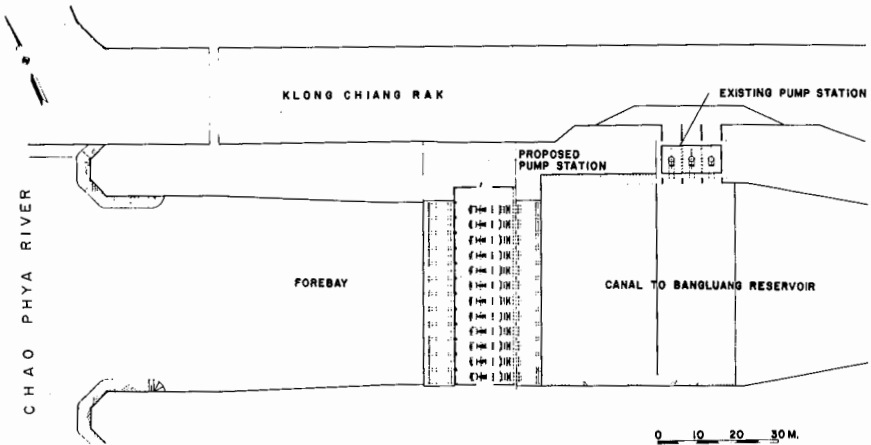 KLONG CHIANG RAK
EXISTING PUMP STATION
PROPOSED
PUMP STATION
CHAO PHYA RIVER
FOREBAY
CANAL TO BANGLUANG RESERVOIR
0 10 20 30 M.